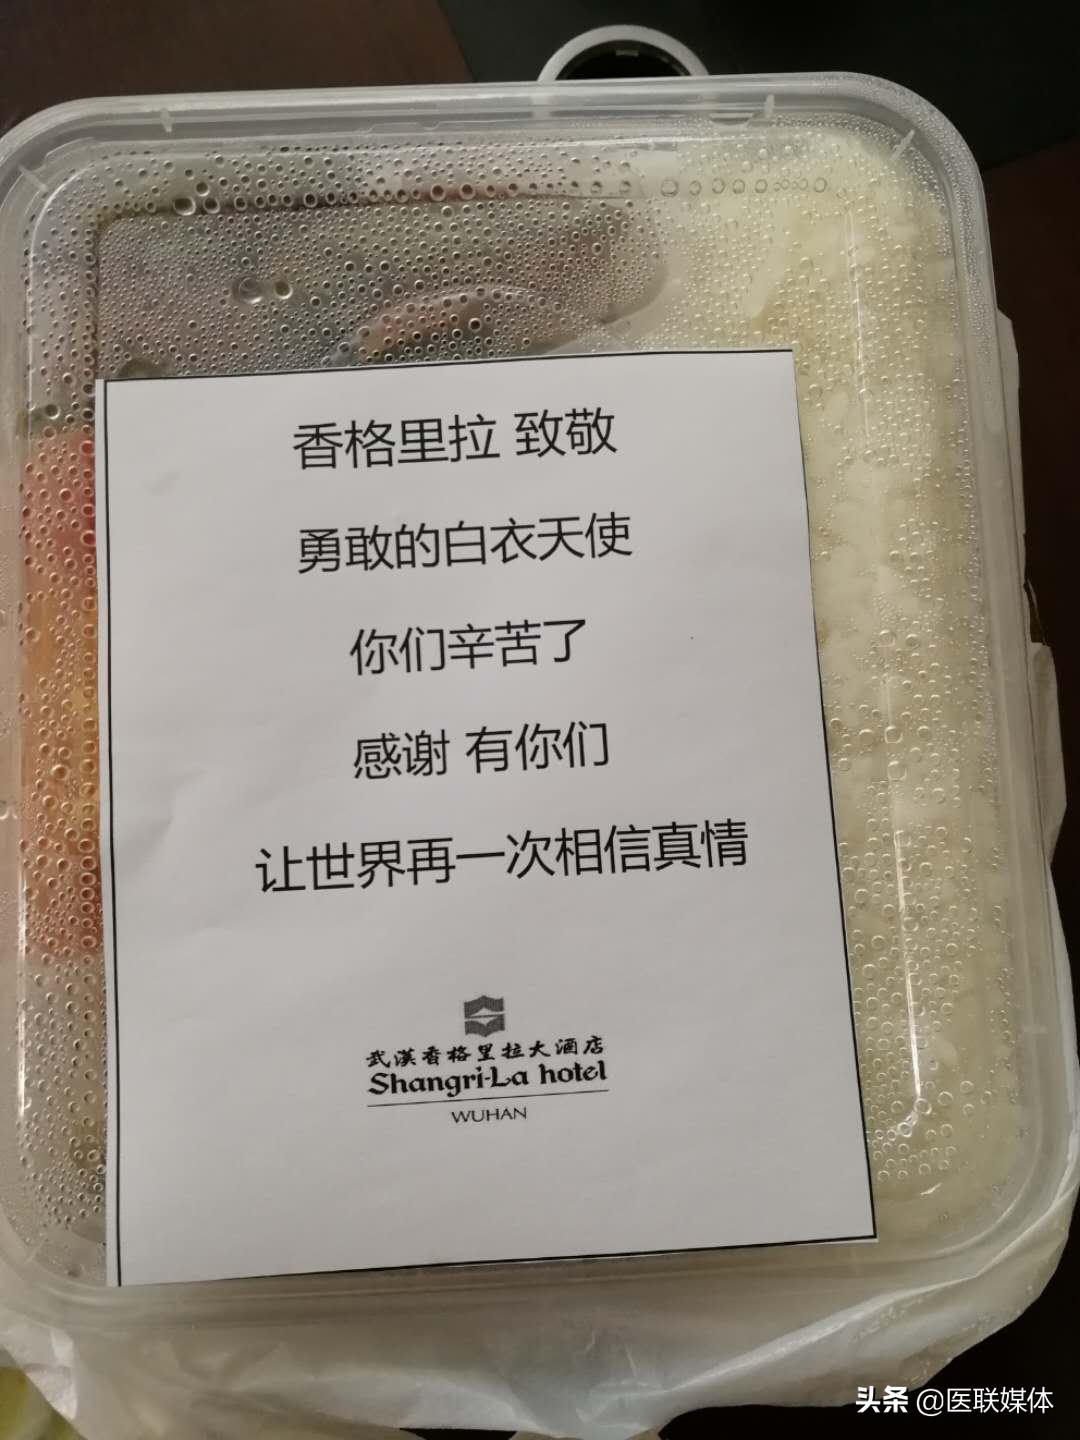 香格里拉 致敬
勇敢的白衣天使
你们辛苦了
感谢 有你们
让世界再一次相信真情
武漢香格里拉大酒店
Shangri-La hotel
WUHAN
头条 @医联媒体